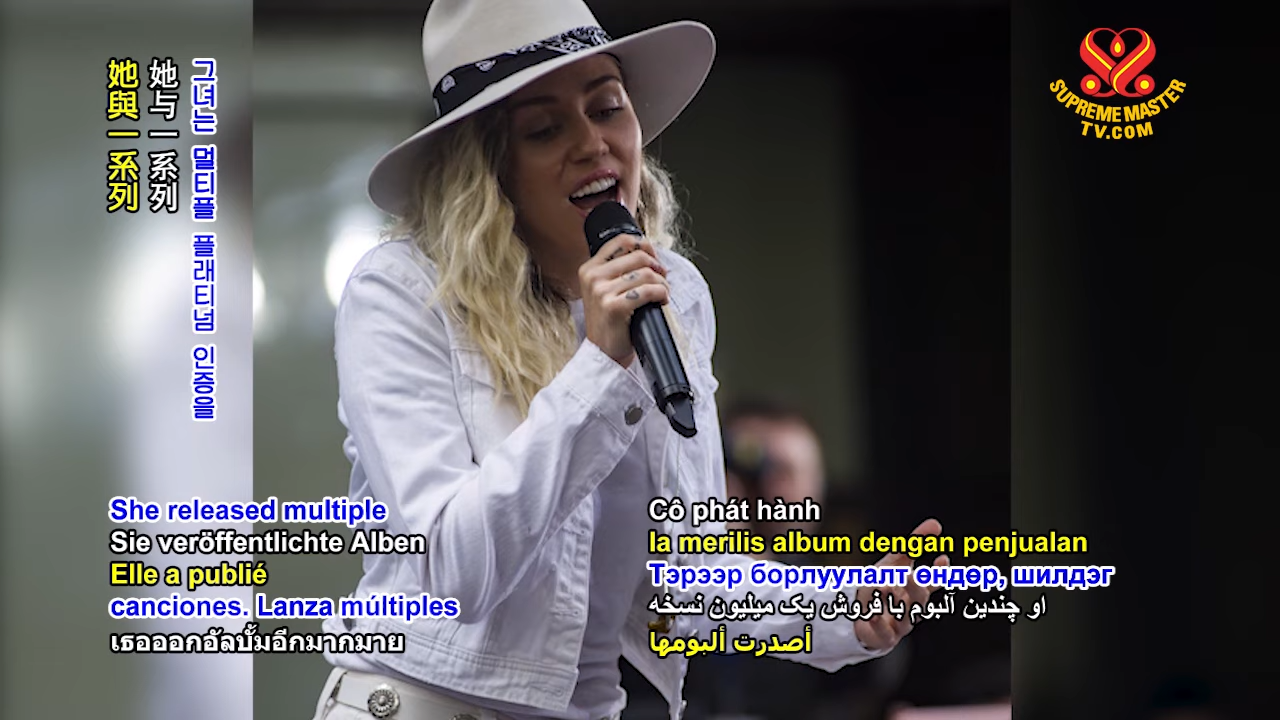 她與一系列
她与一系列
그녀는 멀티플 플래티넘 인증을
SUPREME MASTER
TV.COM
She released multiple
Sie veröffentlichte Alben
Elle a publié
canciones. Lanza múltiples
เธอออกอัลบั้มอีกมากมาย
Cô phát hành
Ia merilis album dengan penjualan
Тэрээр борлуулалт өндөр, шилдэг
او چندین آلبوم با فروش یک میلیون نسخه
أصدرت ألبومها